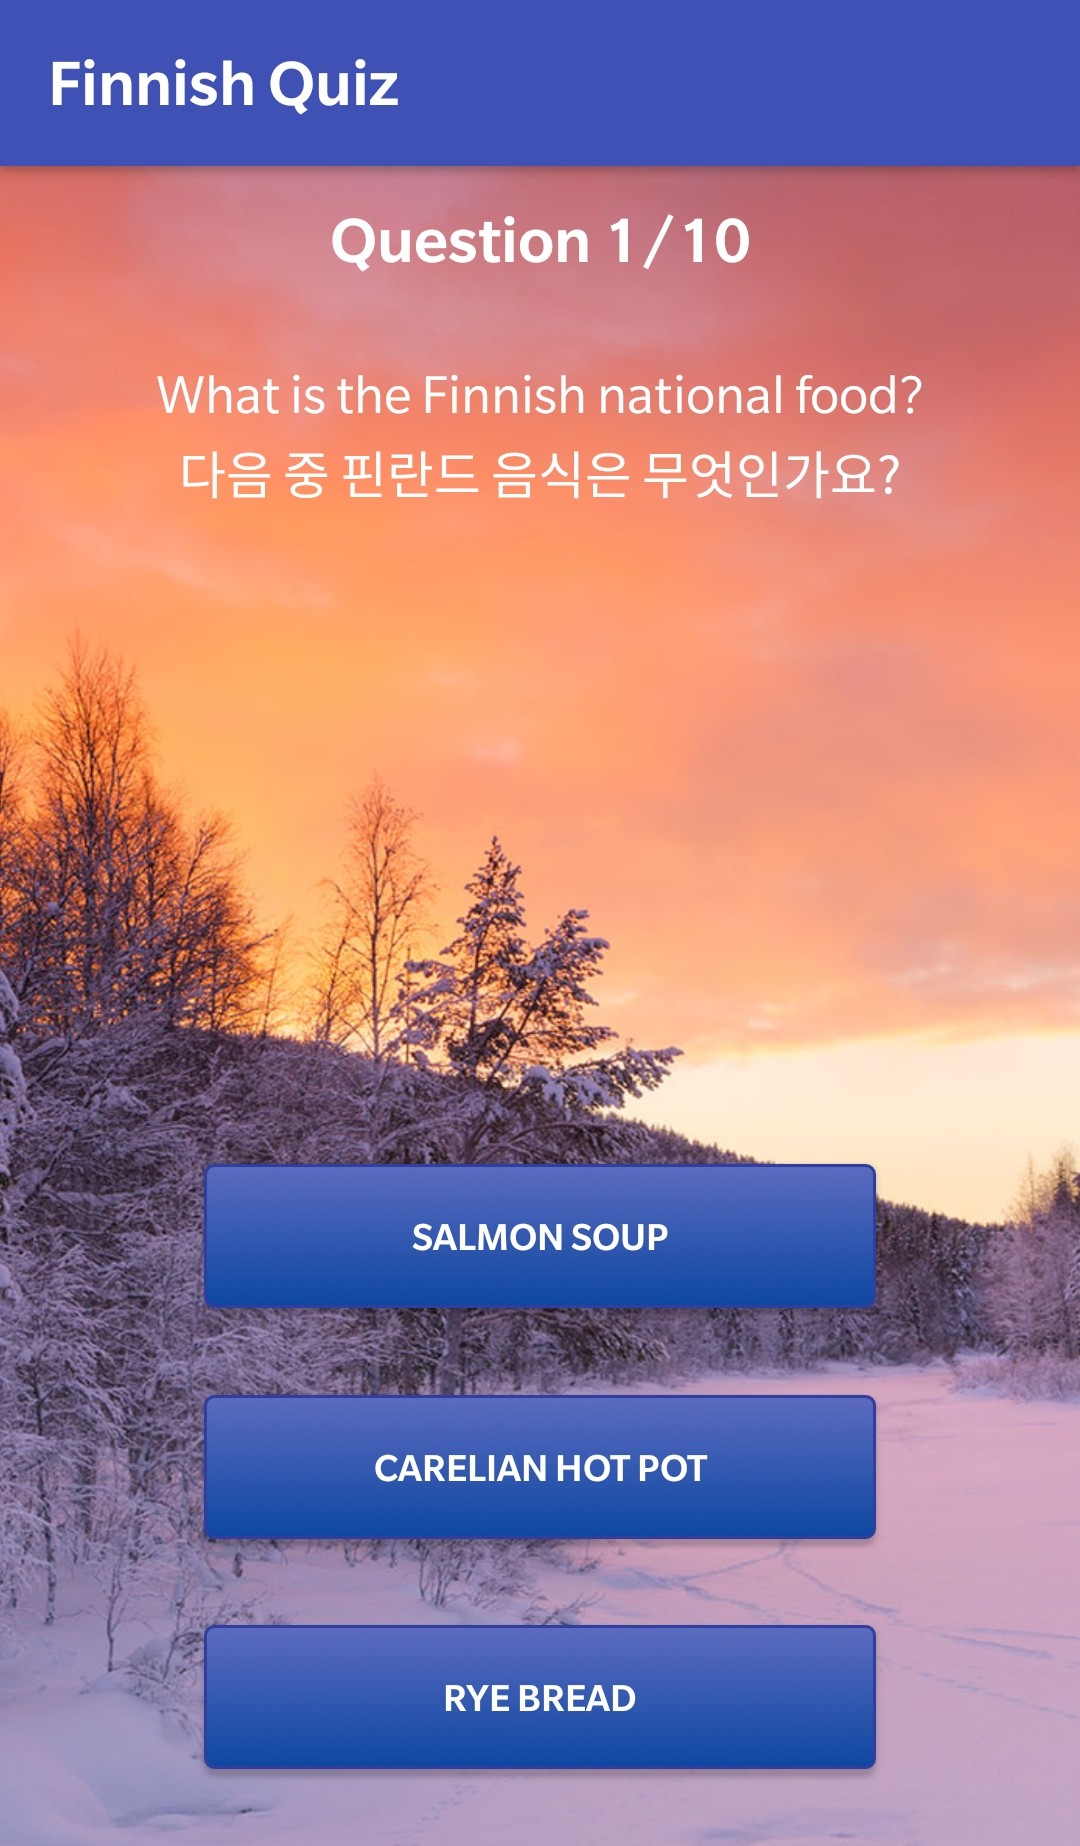 Finnish Quiz
Question 1/10
What is the Finnish national food?
다음 중 핀란드 음식은 무엇인가요?
SALMON SOUP
CARELIAN HOT POT
RYE BREAD